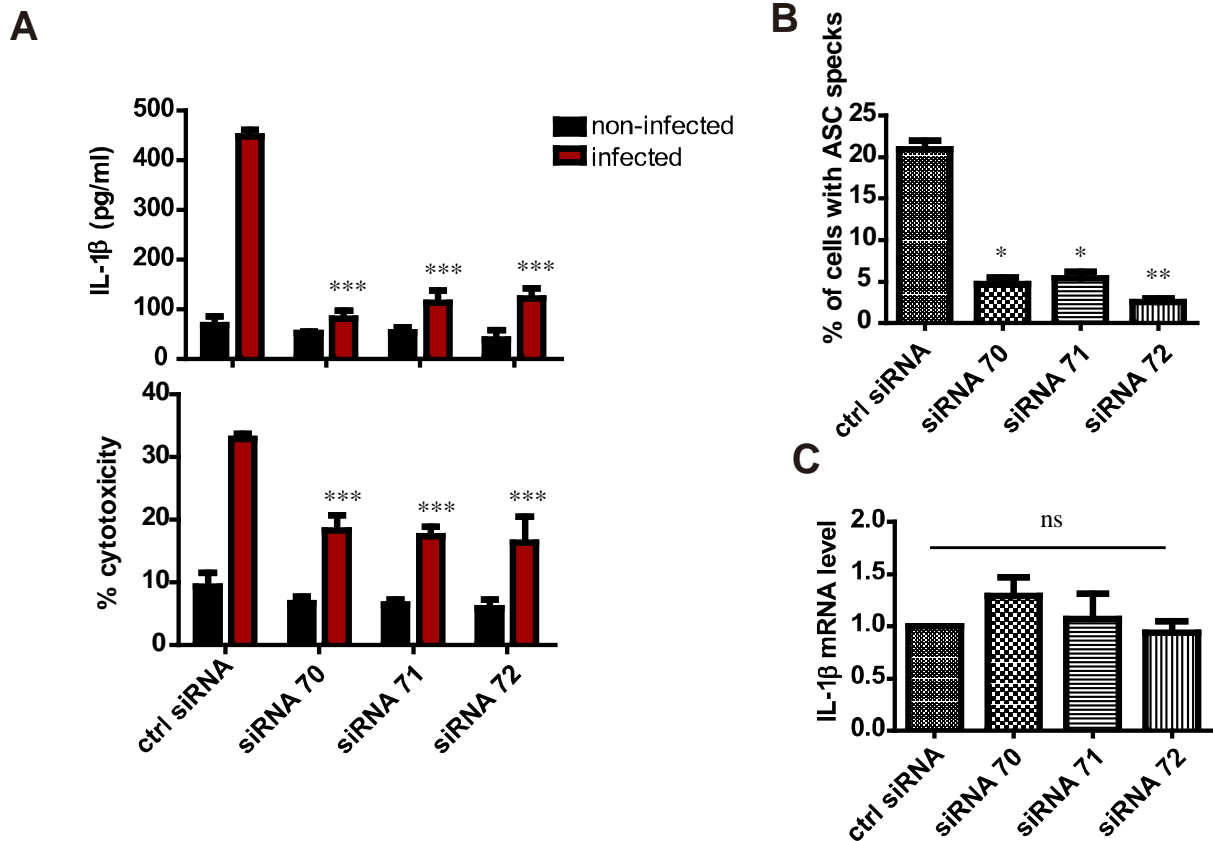 A
IL-1β (pg/ml)
500
400
300
200
100
0
non-infected
infected
***
***
***
% cytotoxicity
40
30
20
10
0
***
***
***
ctrl siRNA
siRNA 70
siRNA 71
siRNA 72
B
% of cells with ASC specks
25
20
15
10
5
0
*
*
**
ctrl siRNA
siRNA 70
siRNA 71
siRNA 72
C
IL-1β mRNA level
2.0
1.5
1.0
0.5
0.0
ns
ctrl siRNA
siRNA 70
siRNA 71
siRNA 72